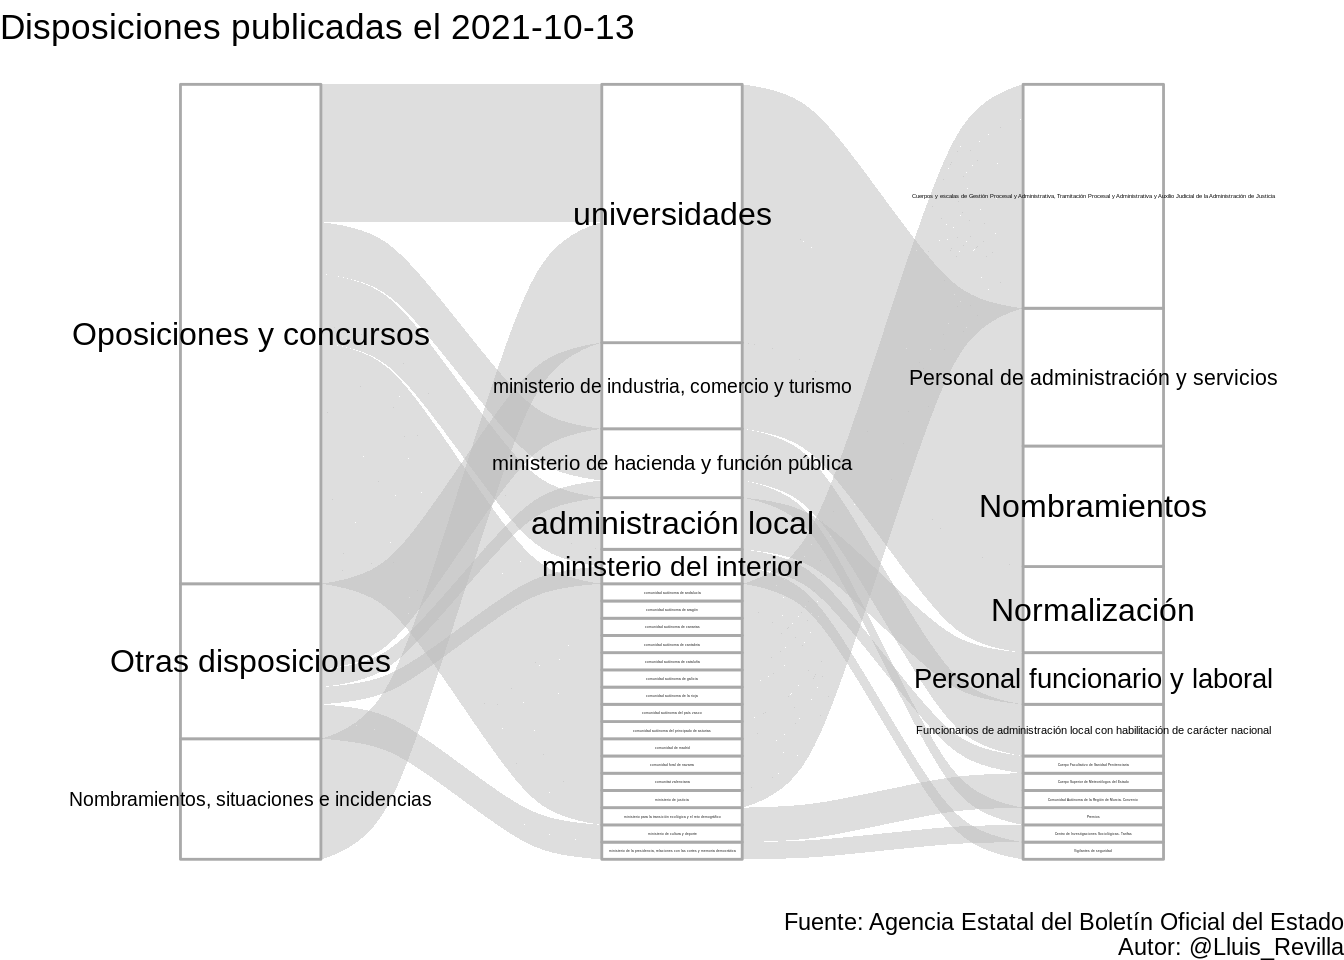 Disposiciones publicadas el 2021-10-13
Oposiciones y concursos
Otras disposiciones
Nombramientos, situaciones e incidencias
universidades
ministerio de industria, comercio y turismo
ministerio de hacienda y función pública
administración local
ministerio del interior
comunidad autónoma de andalucía
comunidad autónoma de aragón
comunidad autónoma de canarias
comunidad autónoma de cantabria
comunidad autónoma de cataluña
comunidad autónoma de galicia
comunidad autónoma de la rioja
comunidad autónoma del país vasco
comunidad autónoma del principado de asturias
comunidad de madrid
comunidad foral de navarra
comunitat valenciana
ministerio de justicia
ministerio para la transición ecológica y el reto demográfico
ministerio de cultura y deporte
ministerio de la presidencia, relaciones con las cortes y memoria democrática
Cuerpos y escalas de Gestión Procesal y Administrativa, Tramitación Procesal y Administrativa y Auxilio Judicial de la Administración de Justicia
Personal de administración y servicios
Nombramientos
Normalización
Personal funcionario y laboral
Funcionarios de administración local con habilitación de carácter nacional
Cuerpo Facultativo de Sanidad Penitenciaria
Cuerpo Superior de Meteorólogos del Estado
Comunidad Autónoma de la Región de Murcia. Convenio
Premios
Centro de Investigaciones Sociológicas. Tarifas
Vigilantes de seguridad
Fuente: Agencia Estatal del Boletín Oficial del Estado
Autor: @Lluis_Revilla